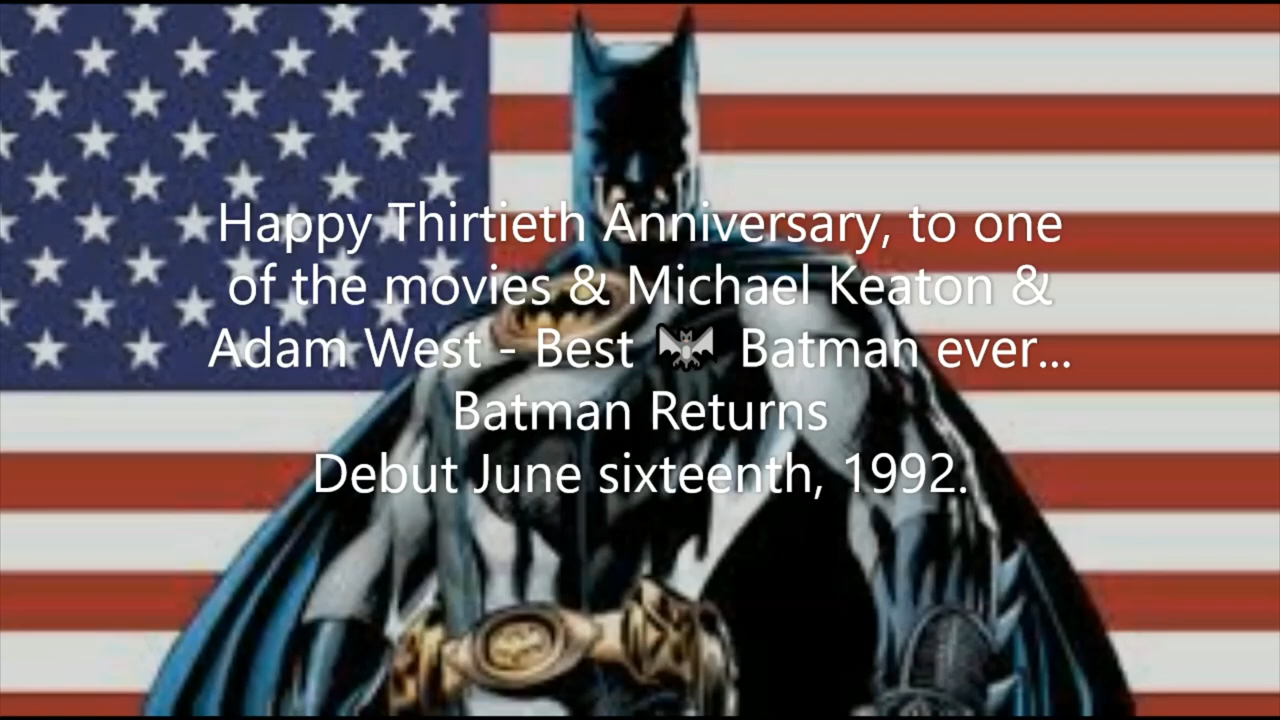 Happy Thirtieth Anniversary, to one
of the movies & Michael Keaton &
Adam West - Best 🦇 Batman ever...
Batman Returns
Debut June sixteenth, 1992.